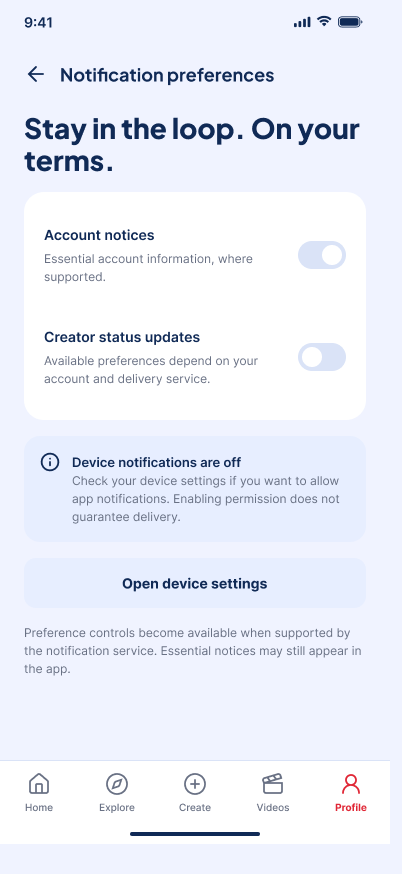 9:41
Notification preferences
Stay in the loop. On your
terms.
Account notices
Essential account information, where
supported.
Creator status updates
Available preferences depend on your
account and delivery service.
Device notifications are off
Check your device settings if you want to allow
app notifications. Enabling permission does not
guarantee delivery.
Open device settings
Preference controls become available when supported by
the notification service. Essential notices may still appear in
the app.
Home
Explore
Create
Videos
Profile